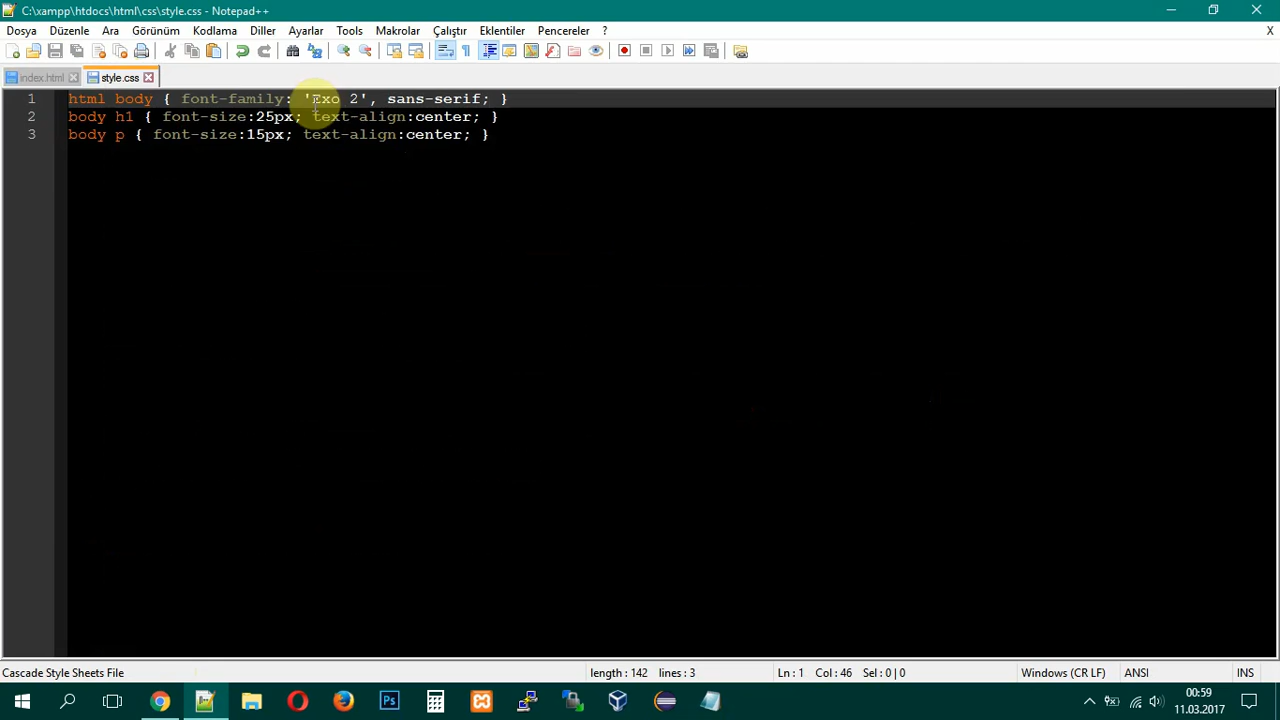 C:\xampp\htdocs\html\css\style.css - Notepad++
Dosya Düzenle Ara Görünüm Kodlama Diller Ayarlar Tools Makrolar Çalıştır Eklentiler Pencereler ? X
index.html style.css
1 html body { font-family: 'Exo 2', sans-serif; }
2 body h1 { font-size:25px; text-align:center; }
3 body p { font-size:15px; text-align:center; }
Cascade Style Sheets File length : 142 lines : 3 Ln : 1 Col : 46 Sel : 0 | 0 Windows (CR LF) ANSI INS
00:59
11.03.2017